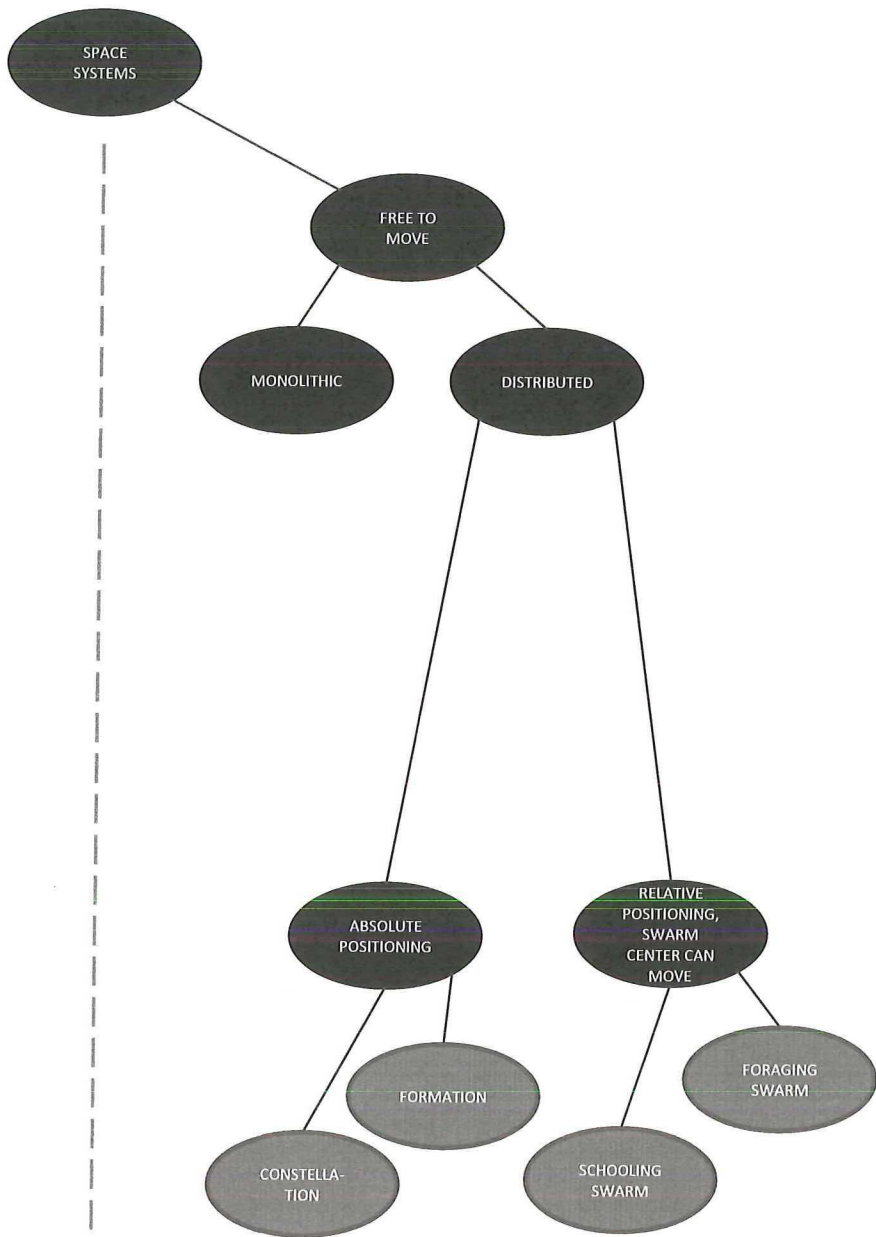 SPACE
SYSTEMS
FREE TO
MOVE
MONOLITHIC
DISTRIBUTED
ABSOLUTE
POSITIONING
RELATIVE
POSITIONING,
SWARM
CENTER CAN
MOVE
FORMATION
FORAGING
SWARM
CONSTELLA-
TION
SCHOOLING
SWARM